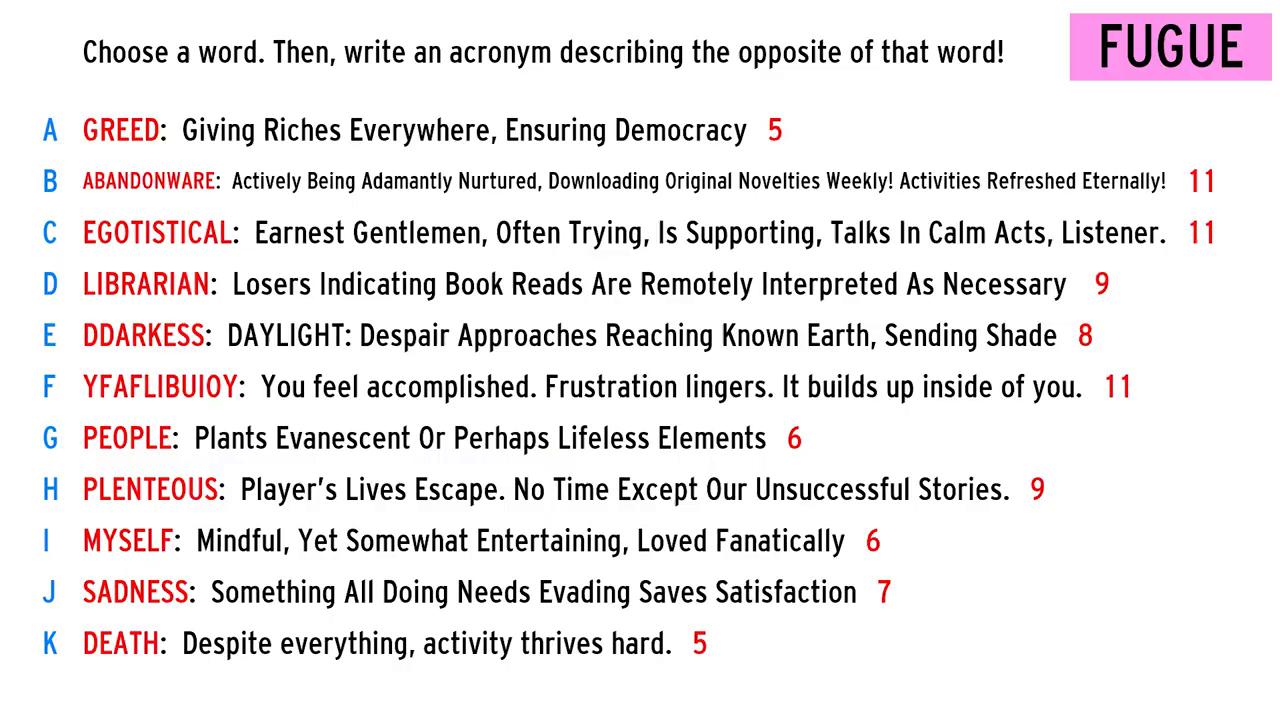 Choose a word. Then, write an acronym describing the opposite of that word!
FUGUE
A GREED: Giving Riches Everywhere, Ensuring Democracy 5
B ABANDONWARE: Actively Being Adamantly Nurtured, Downloading Original Novelties Weekly! Activities Refreshed Eternally! 11
C EGOTISTICAL: Earnest Gentlemen, Often Trying, Is Supporting, Talks In Calm Acts, Listener. 11
D LIBRARIAN: Losers Indicating Book Reads Are Remotely Interpreted As Necessary 9
E DDARKESS: DAYLIGHT: Despair Approaches Reaching Known Earth, Sending Shade 8
F YFAFLIBUIOY: You feel accomplished. Frustration lingers. It builds up inside of you. 11
G PEOPLE: Plants Evanescent Or Perhaps Lifeless Elements 6
H PLENTEOUS: Player's Lives Escape. No Time Except Our Unsuccessful Stories. 9
I MYSELF: Mindful, Yet Somewhat Entertaining, Loved Fanatically 6
J SADNESS: Something All Doing Needs Evading Saves Satisfaction 7
K DEATH: Despite everything, activity thrives hard. 5